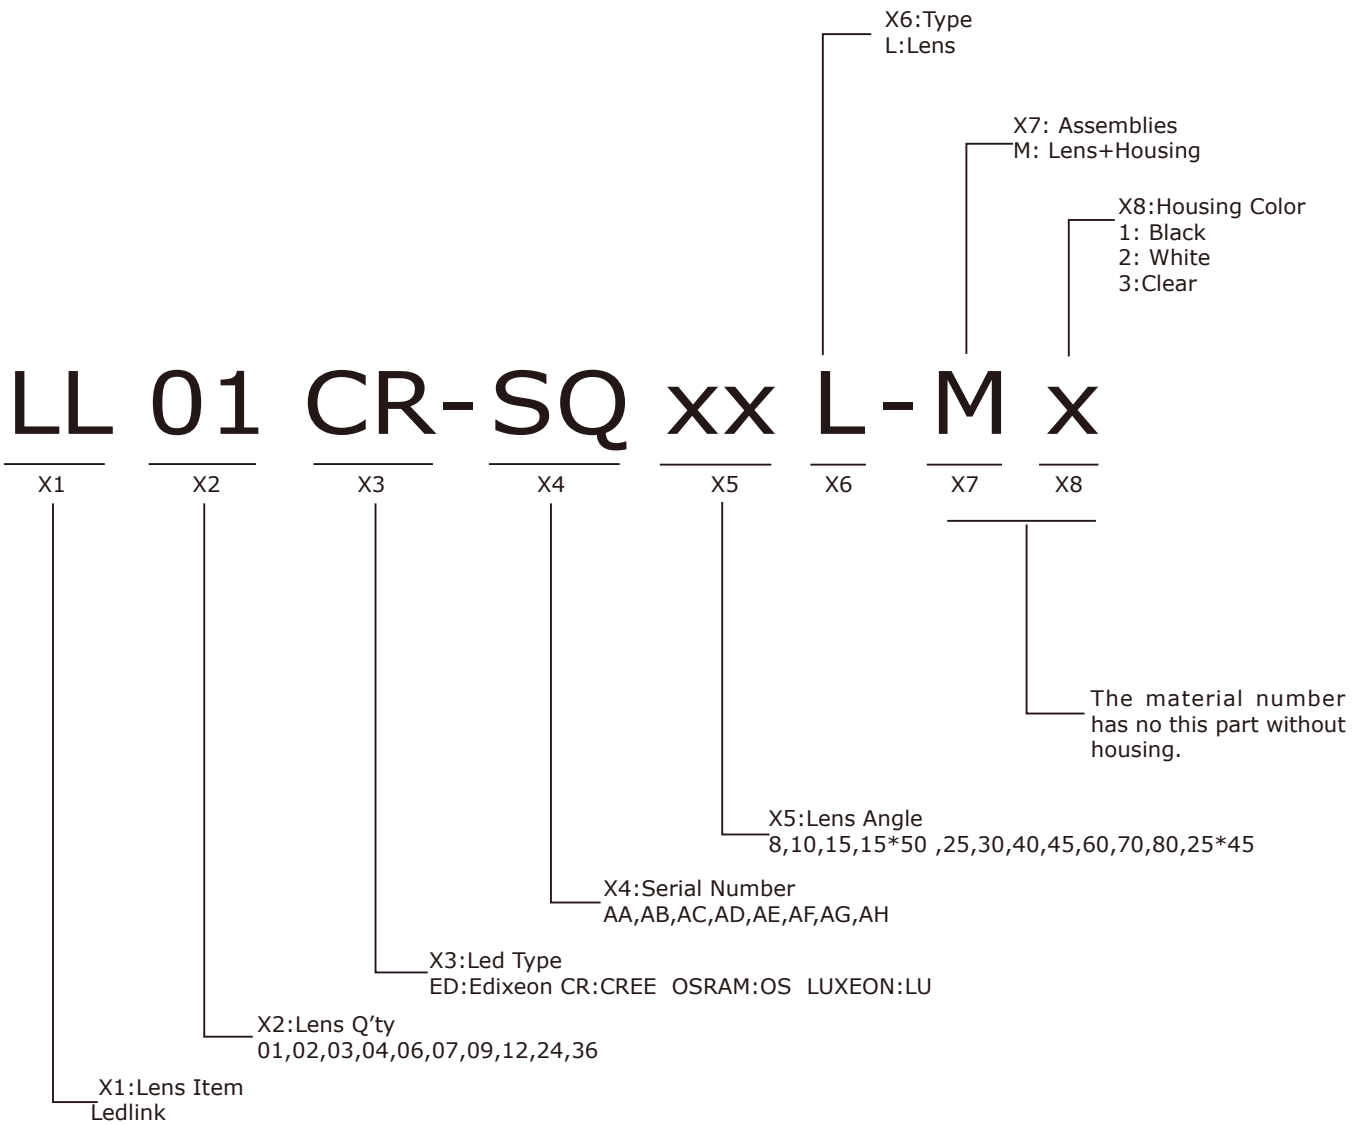 X6:Type
L:Lens
X7: Assemblies
M: Lens+Housing
X8:Housing Color
1: Black
2: White
3:Clear
LL 01 CR-SQ xx L-M x
X1 X2 X3 X4 X5 X6 X7 X8
The material number
has no this part without
housing.
X5:Lens Angle
8,10,15,15*50 ,25,30,40,45,60,70,80,25*45
X4:Serial Number
AA,AB,AC,AD,AE,AF,AG,AH
X3:Led Type
ED:Edixeon CR:CREE OSRAM:OS LUXEON:LU
X2:Lens Q’ty
01,02,03,04,06,07,09,12,24,36
X1:Lens Item
Ledlink